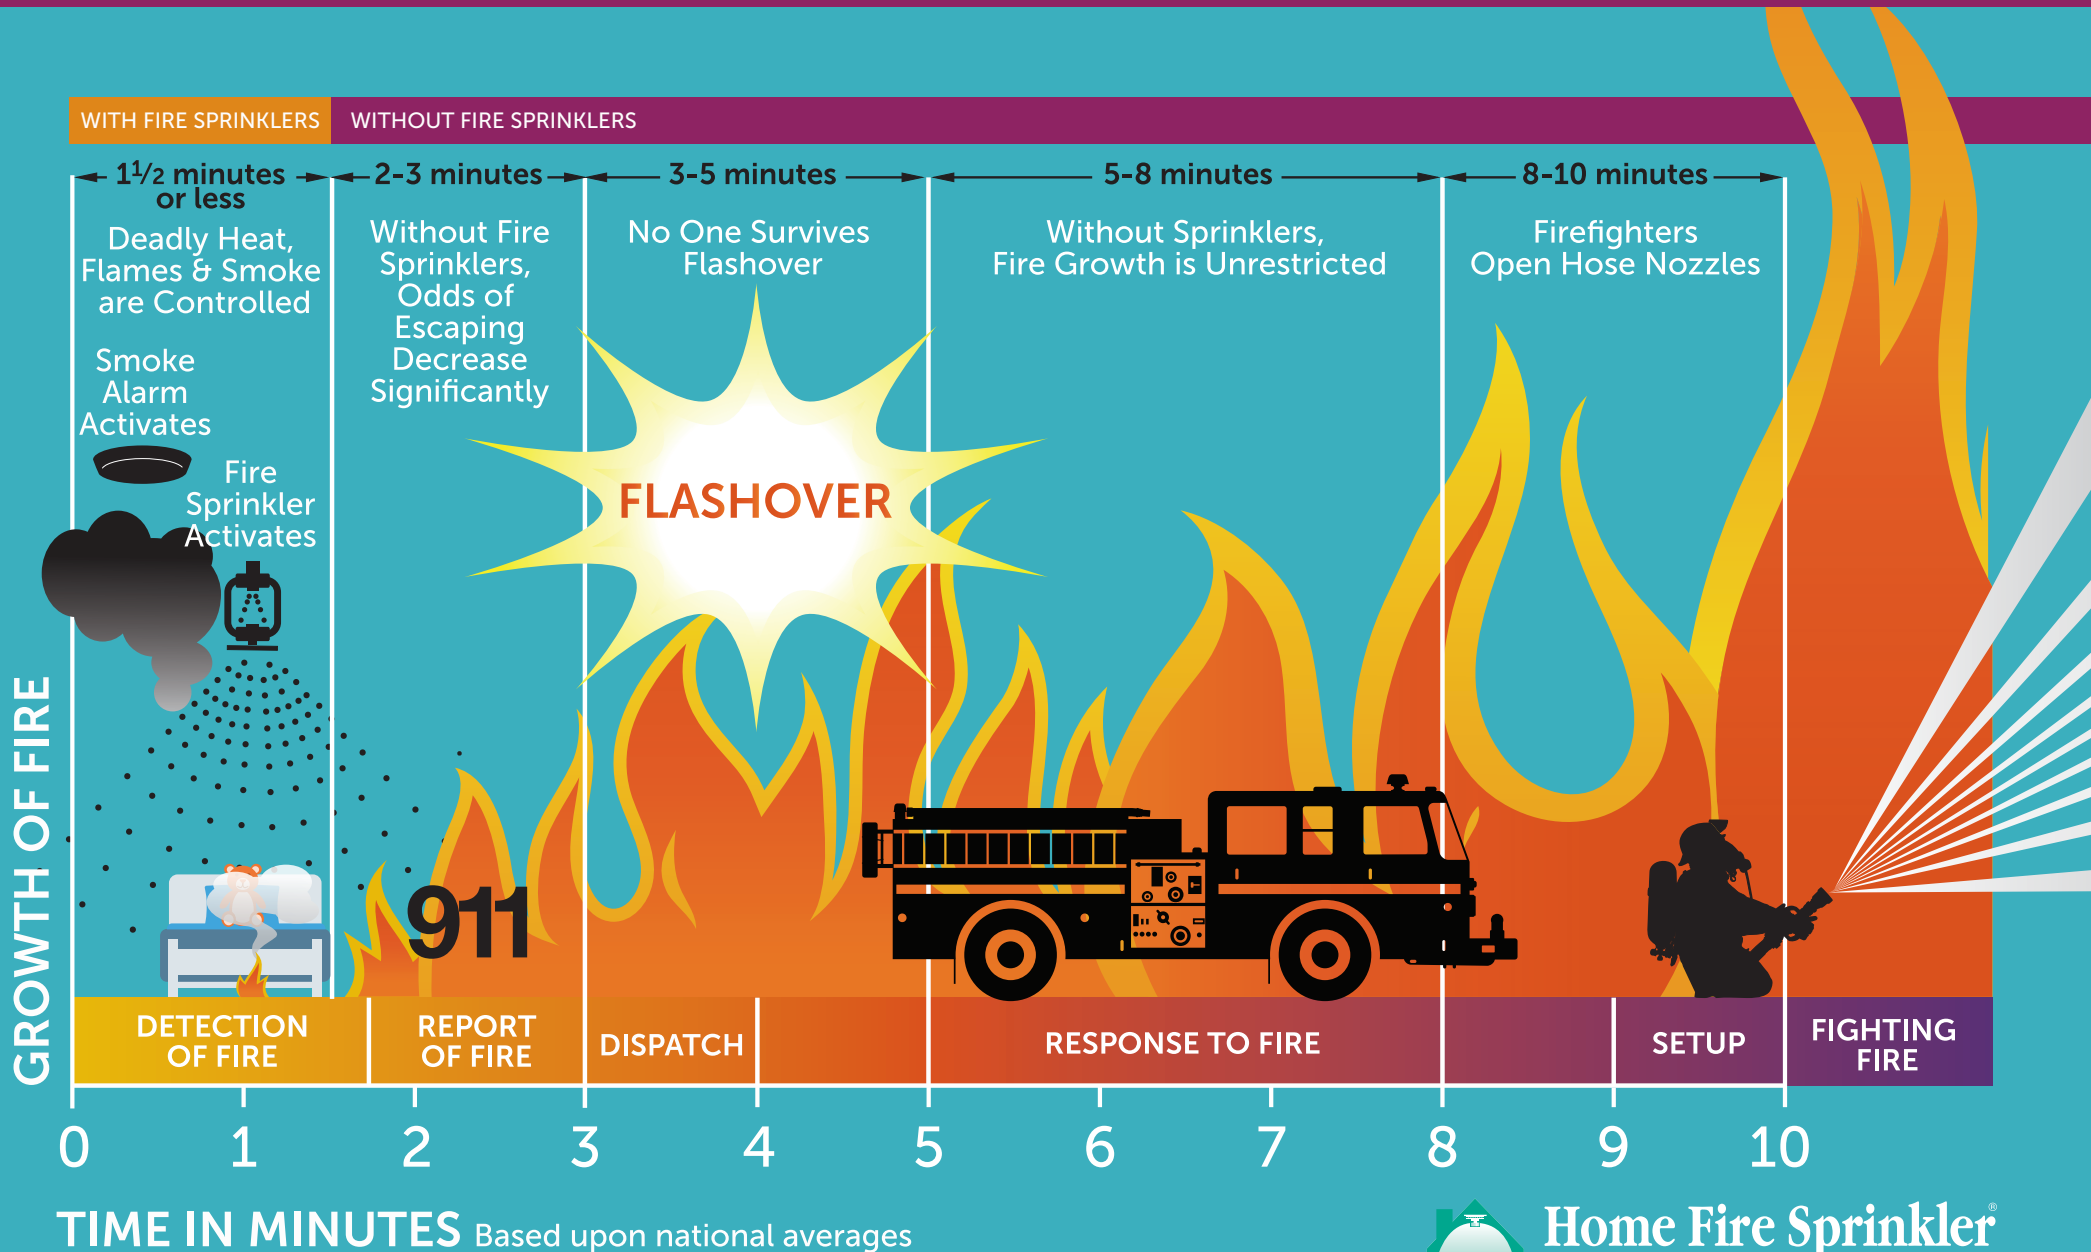 WITH FIRE SPRINKLERS
WITHOUT FIRE SPRINKLERS
1½ minutes
or less
Deadly Heat,
Flames & Smoke
are Controlled
Smoke
Alarm
Activates
Fire
Sprinkler
Activates
2-3 minutes
Without Fire
Sprinklers,
Odds of
Escaping
Decrease
Significantly
3-5 minutes
No One Survives
Flashover
FLASHOVER
5-8 minutes
Without Sprinklers,
Fire Growth is Unrestricted
8-10 minutes
Firefighters
Open Hose Nozzles
911
GROWTH OF FIRE
DETECTION
OF FIRE
REPORT
OF FIRE
DISPATCH
RESPONSE TO FIRE
SETUP
FIGHTING
FIRE
0 1 2 3 4 5 6 7 8 9 10
TIME IN MINUTES Based upon national averages
Home Fire Sprinkler®